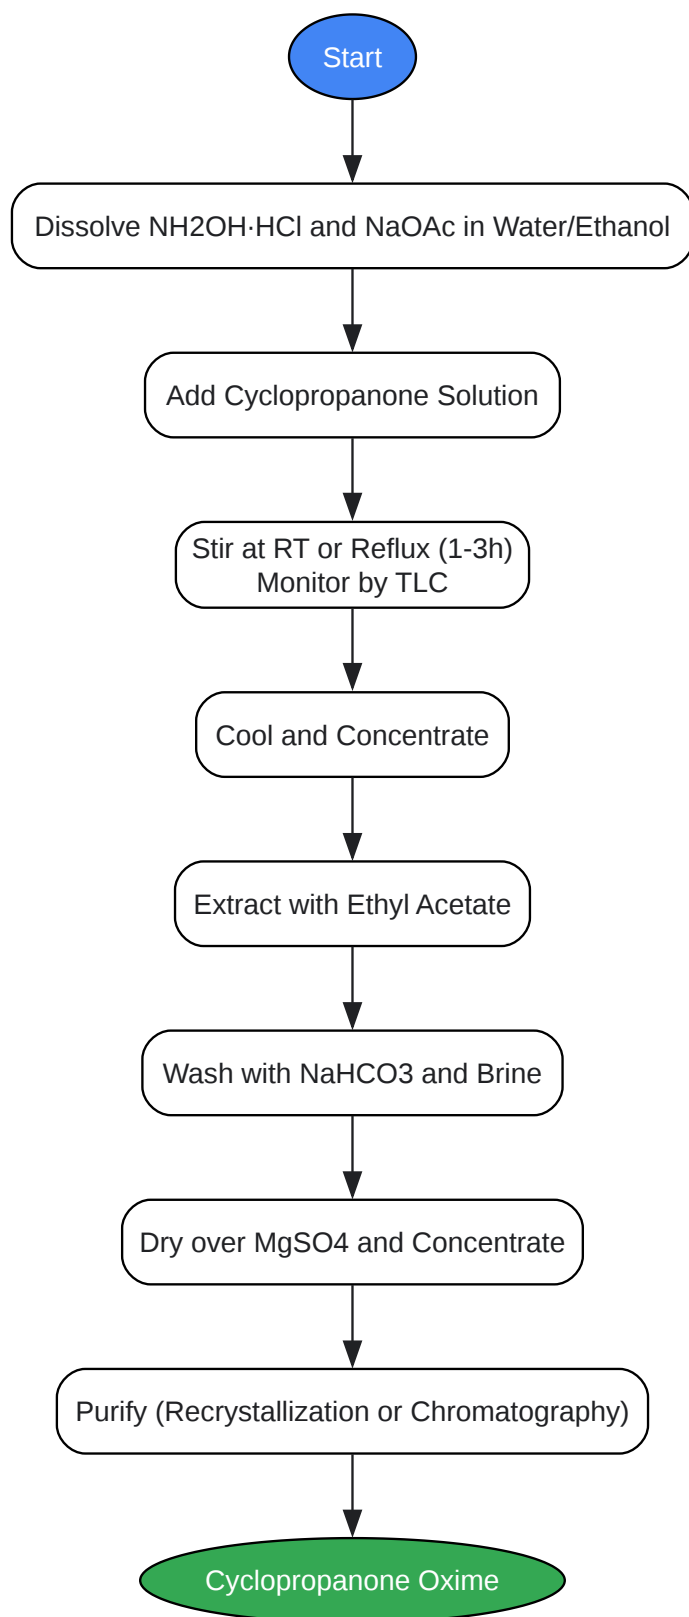 Start
Dissolve NH2OH·HCl and NaOAc in Water/Ethanol
Add Cyclopropanone Solution
Stir at RT or Reflux (1-3h)
Monitor by TLC
Cool and Concentrate
Extract with Ethyl Acetate
Wash with NaHCO3 and Brine
Dry over MgSO4 and Concentrate
Purify (Recrystallization or Chromatography)
Cyclopropanone Oxime